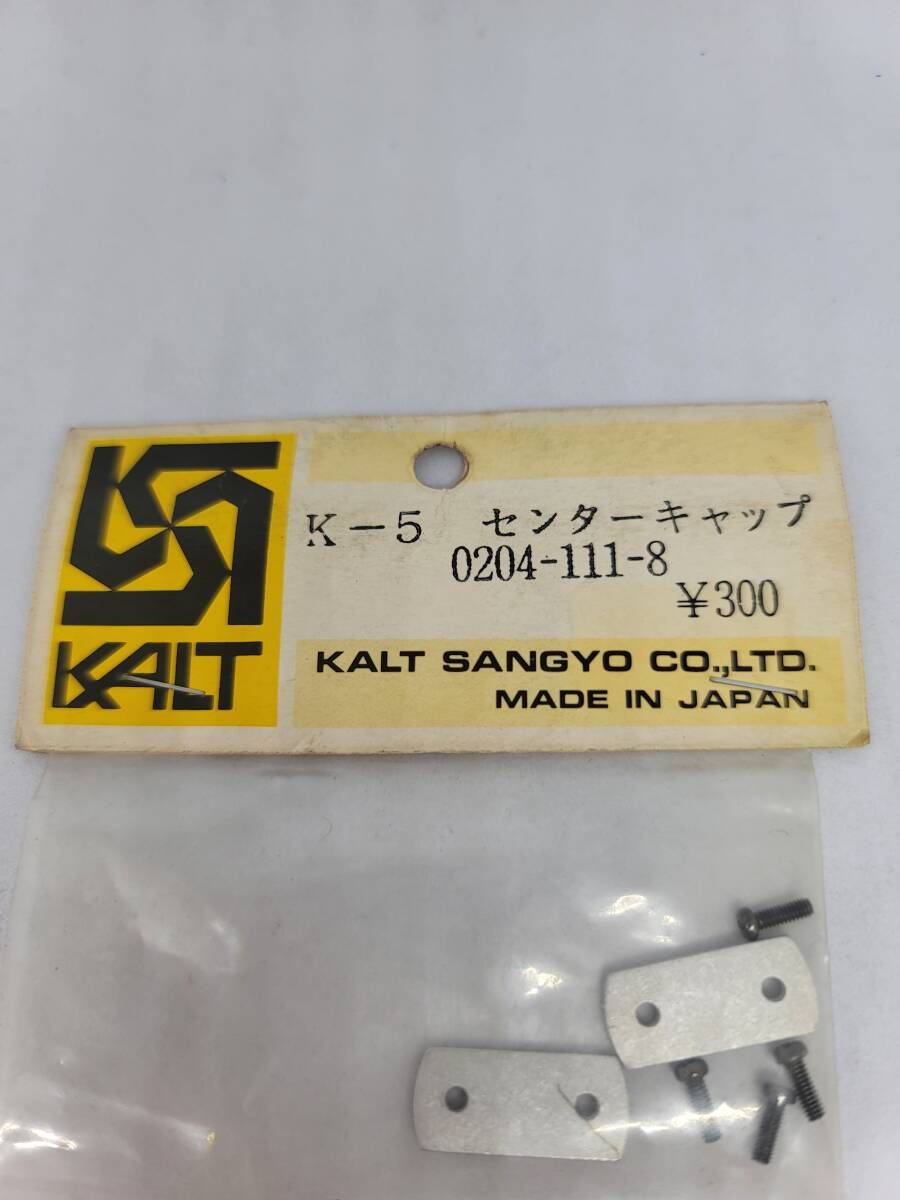 K-5 センターキャップ
0204-111-8
¥300
KALT
KALT SANGYO CO.,LTD.
MADE IN JAPAN